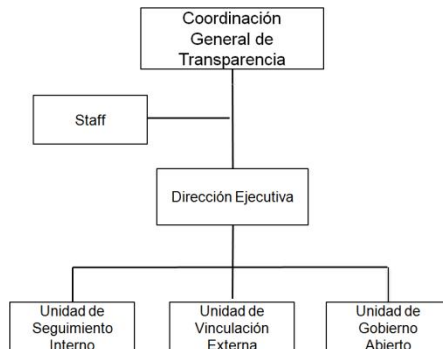 Coordinación
General de
Transparencia
Staff
Dirección Ejecutiva
Unidad de
Seguimiento
Interno
Unidad de
Vinculación
Externa
Unidad de
Gobierno
Abierto